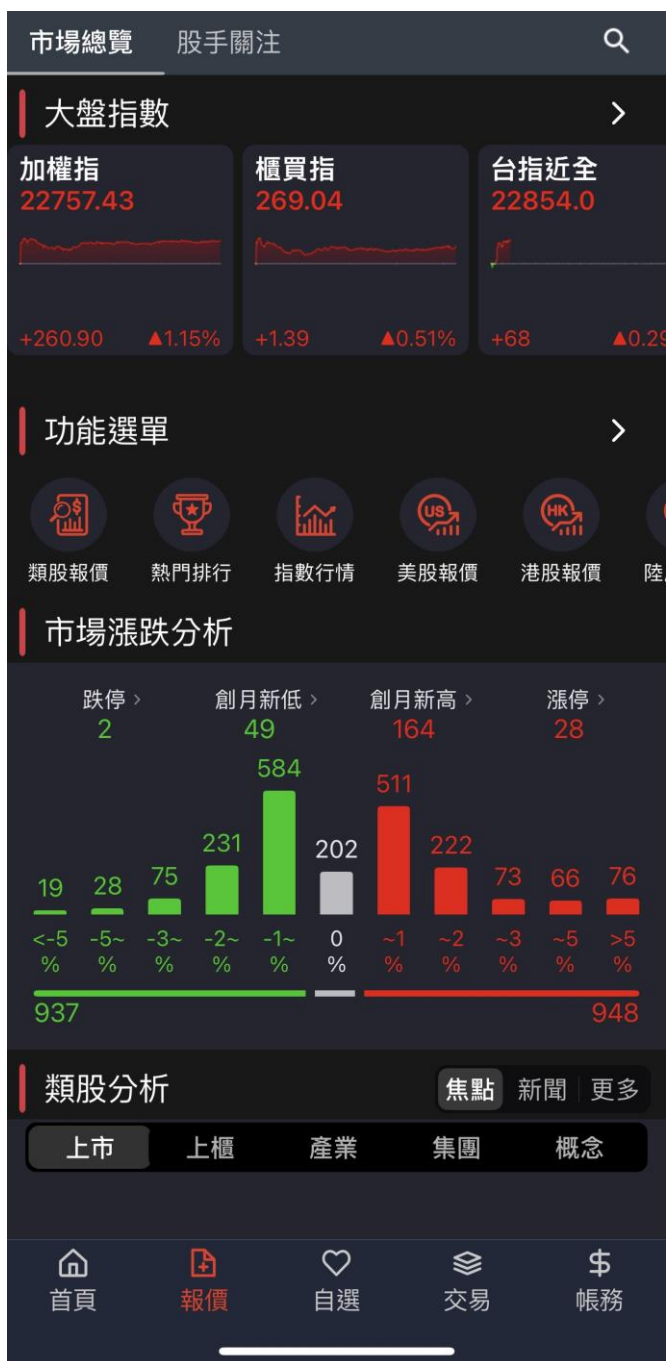 市場總覽 股手關注
大盤指數
加權指 櫃買指 台指近全
22757.43 269.04 22854.0
+260.90 ▲1.15% +1.39 ▲0.51% +68 ▲0.29
功能選單
US HK
類股報價 熱門排行 指數行情 美股報價 港股報價 陸
市場漲跌分析
跌停 創月新低 創月新高 漲停
2 49 164 28
584
511
231 202 222
19 28 75 73 66 76
<-5 -5~ -3~ -2~ -1~ 0 ~1 ~2 ~3 ~5 >5
% % % % % % % % % % %
937 948
類股分析 焦點 新聞 更多
上市 上櫃 產業 集團 概念
首頁 報價 自選 交易 帳務